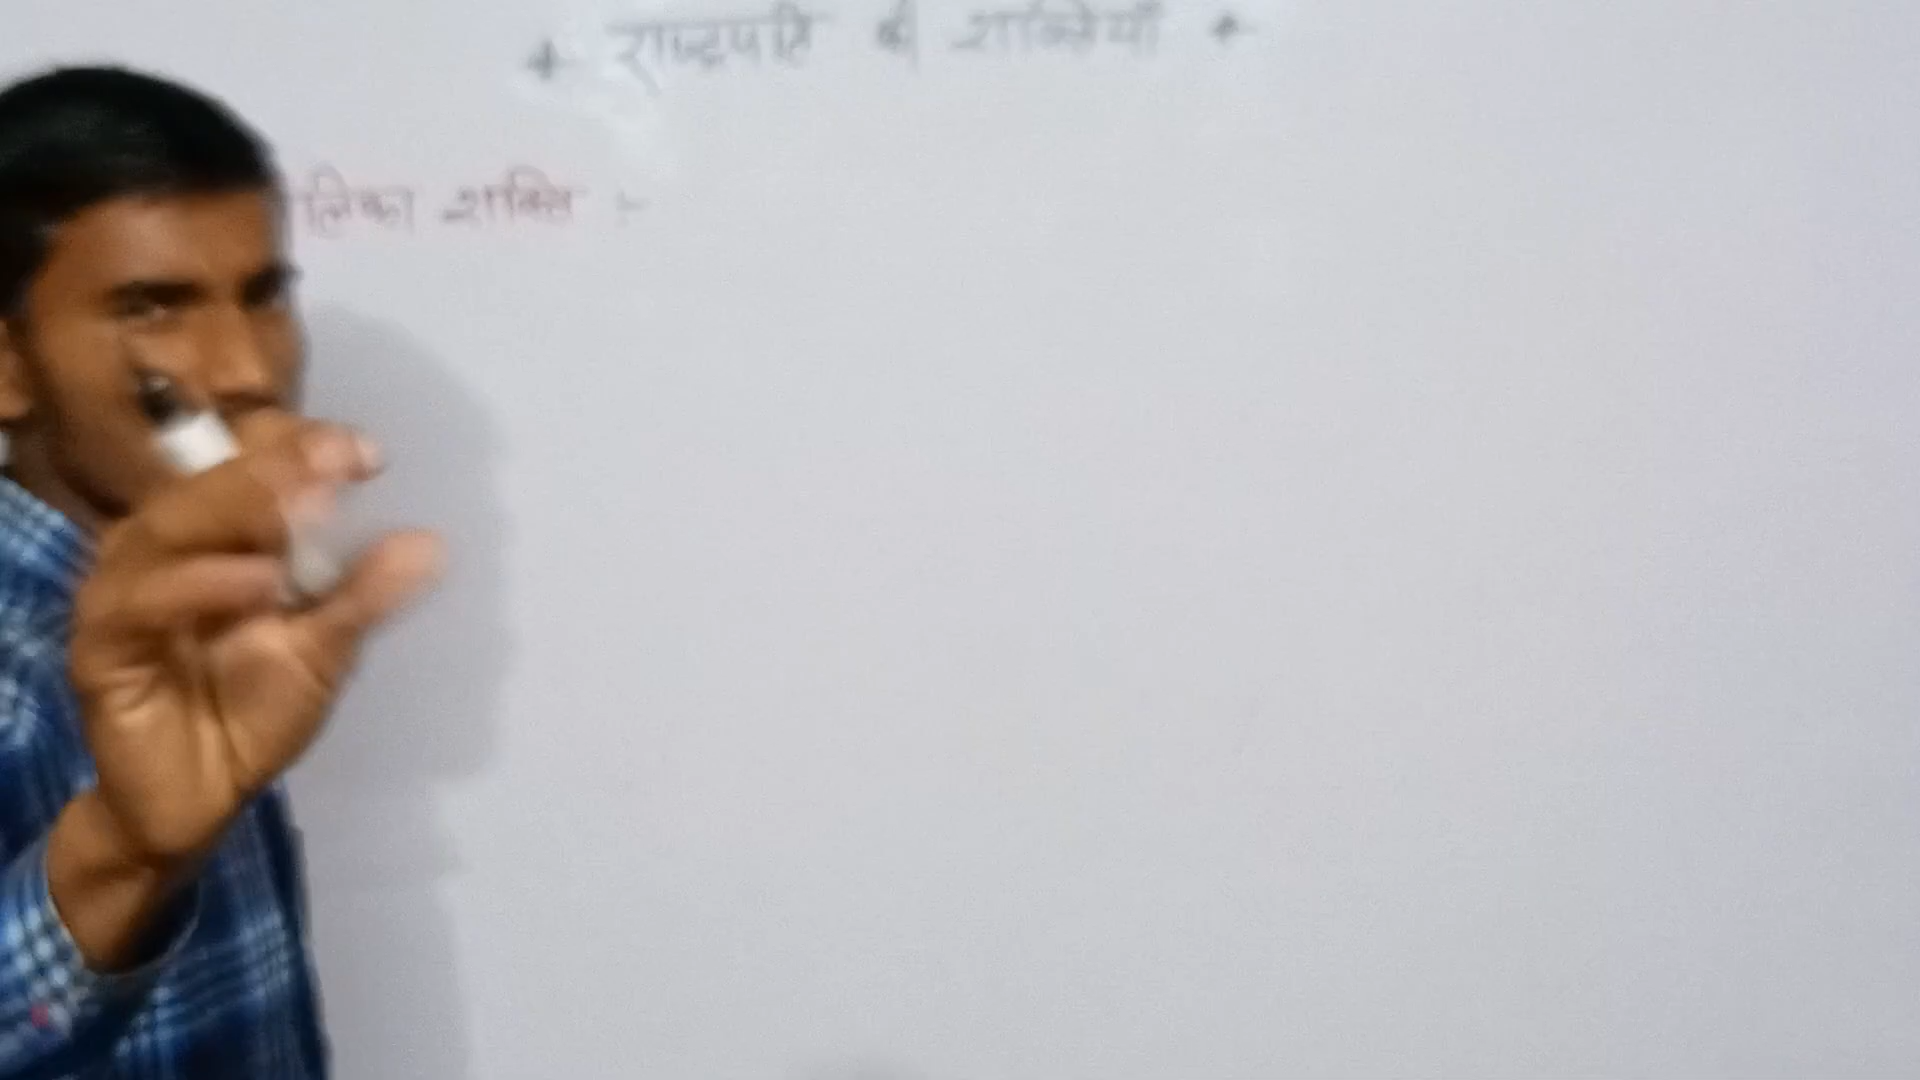 * राष्ट्रपति की शक्तियाँ *
लिका शक्ति :-